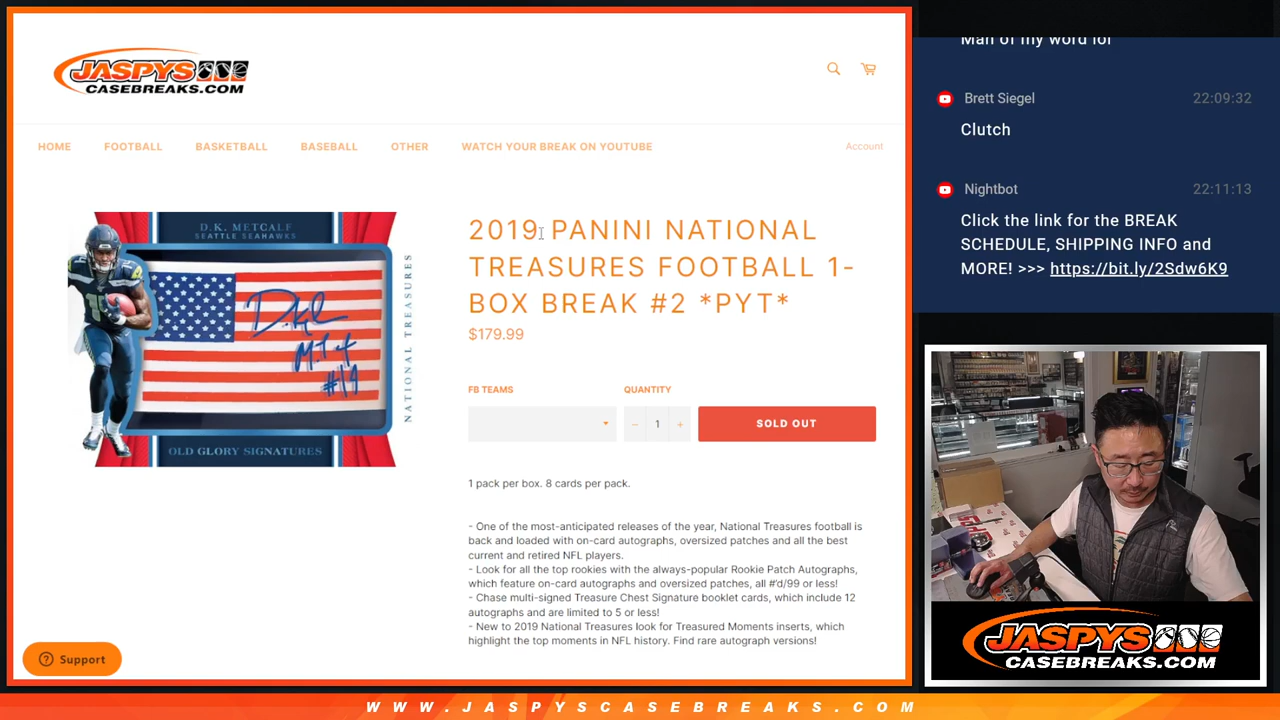 JASPYS
CASEBREAKS.COM
HOME FOOTBALL BASKETBALL BASEBALL OTHER WATCH YOUR BREAK ON YOUTUBE Account
D.K. METCALF
SEATTLE SEAHAWKS
NATIONAL TREASURES
OLD GLORY SIGNATURES
2019 PANINI NATIONAL
TREASURES FOOTBALL 1-
BOX BREAK #2 *PYT*
$179.99
FB TEAMS QUANTITY
1
SOLD OUT
1 pack per box. 8 cards per pack.
- One of the most-anticipated releases of the year, National Treasures football is
back and loaded with on-card autographs, oversized patches and all the best
current and retired NFL players.
- Look for all the top rookies with the always-popular Rookie Patch Autographs,
which feature on-card autographs and oversized patches, all #'d/99 or less!
- Chase multi-signed Treasure Chest Signature booklet cards, which include 12
autographs and are limited to 5 or less!
- New to 2019 National Treasures look for Treasured Moments inserts, which
highlight the top moments in NFL history. Find rare autograph versions!
Support
Man of my word lol
Brett Siegel 22:09:32
Clutch
Nightbot 22:11:13
Click the link for the BREAK
SCHEDULE, SHIPPING INFO and
MORE! >>> https://bit.ly/2Sdw6K9
JASPYS
CASEBREAKS.COM
WWW.JASPYSCASEBREAKS.COM